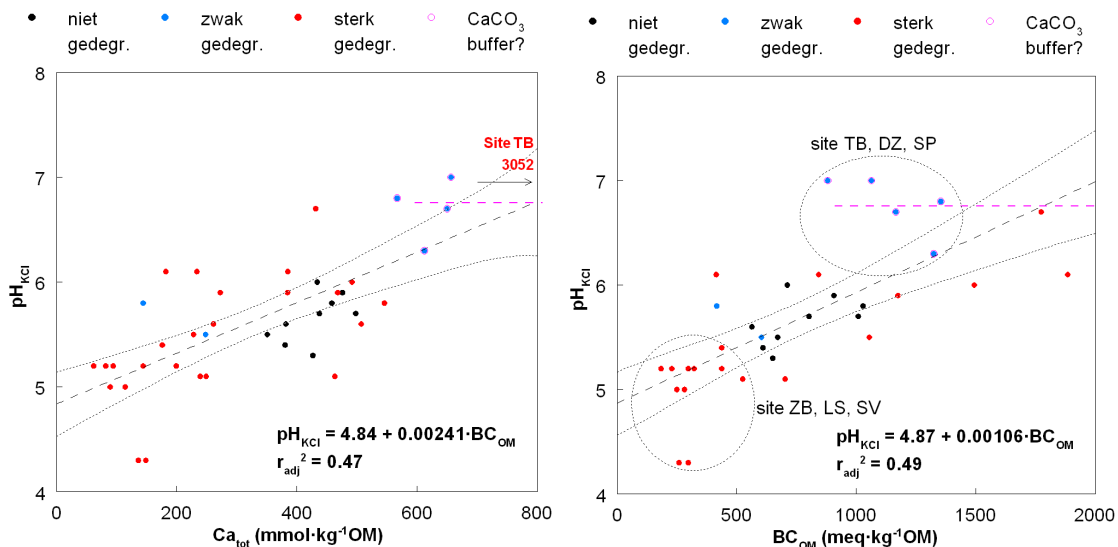 niet zwak sterk CaCO3
gedegr. gedegr. gedegr. buffer?
8
7
6
5
4
pHKCl
Site TB
3052
pHKCl = 4.84 + 0.00241·BCOM
radj2 = 0.47
0 200 400 600 800
Catot (mmol·kg-1OM)
niet zwak sterk CaCO3
gedegr. gedegr. gedegr. buffer?
8
7
6
5
4
pHKCl
site TB, DZ, SP
site ZB, LS, SV
pHKCl = 4.87 + 0.00106·BCOM
radj2 = 0.49
0 500 1000 1500 2000
BCOM (meq·kg-1OM)